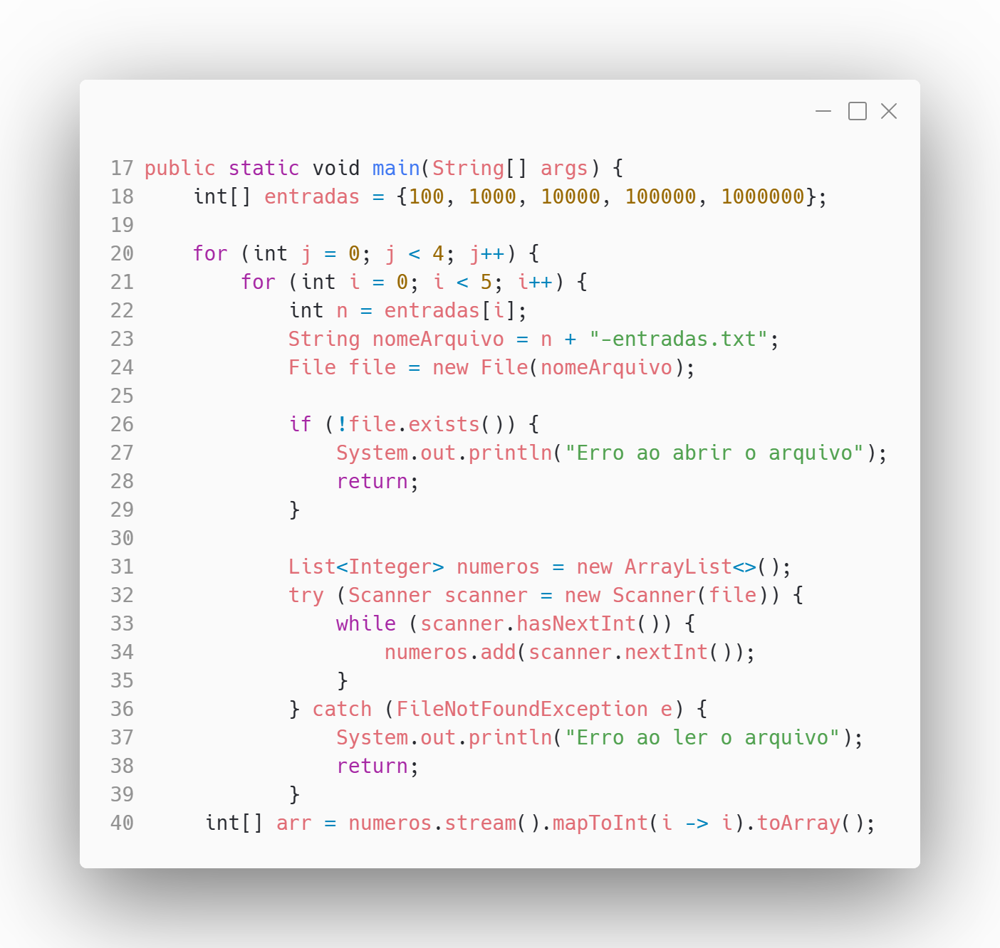 17 public static void main(String[] args) {
18     int[] entradas = {100, 1000, 10000, 100000, 1000000};
19
20     for (int j = 0; j < 4; j++) {
21         for (int i = 0; i < 5; i++) {
22             int n = entradas[i];
23             String nomeArquivo = n + "-entradas.txt";
24             File file = new File(nomeArquivo);
25
26             if (!file.exists()) {
27                 System.out.println("Erro ao abrir o arquivo");
28                 return;
29             }
30
31             List<Integer> numeros = new ArrayList<>();
32             try (Scanner scanner = new Scanner(file)) {
33                 while (scanner.hasNextInt()) {
34                     numeros.add(scanner.nextInt());
35                 }
36             } catch (FileNotFoundException e) {
37                 System.out.println("Erro ao ler o arquivo");
38                 return;
39             }
40      int[] arr = numeros.stream().mapToInt(i -> i).toArray();